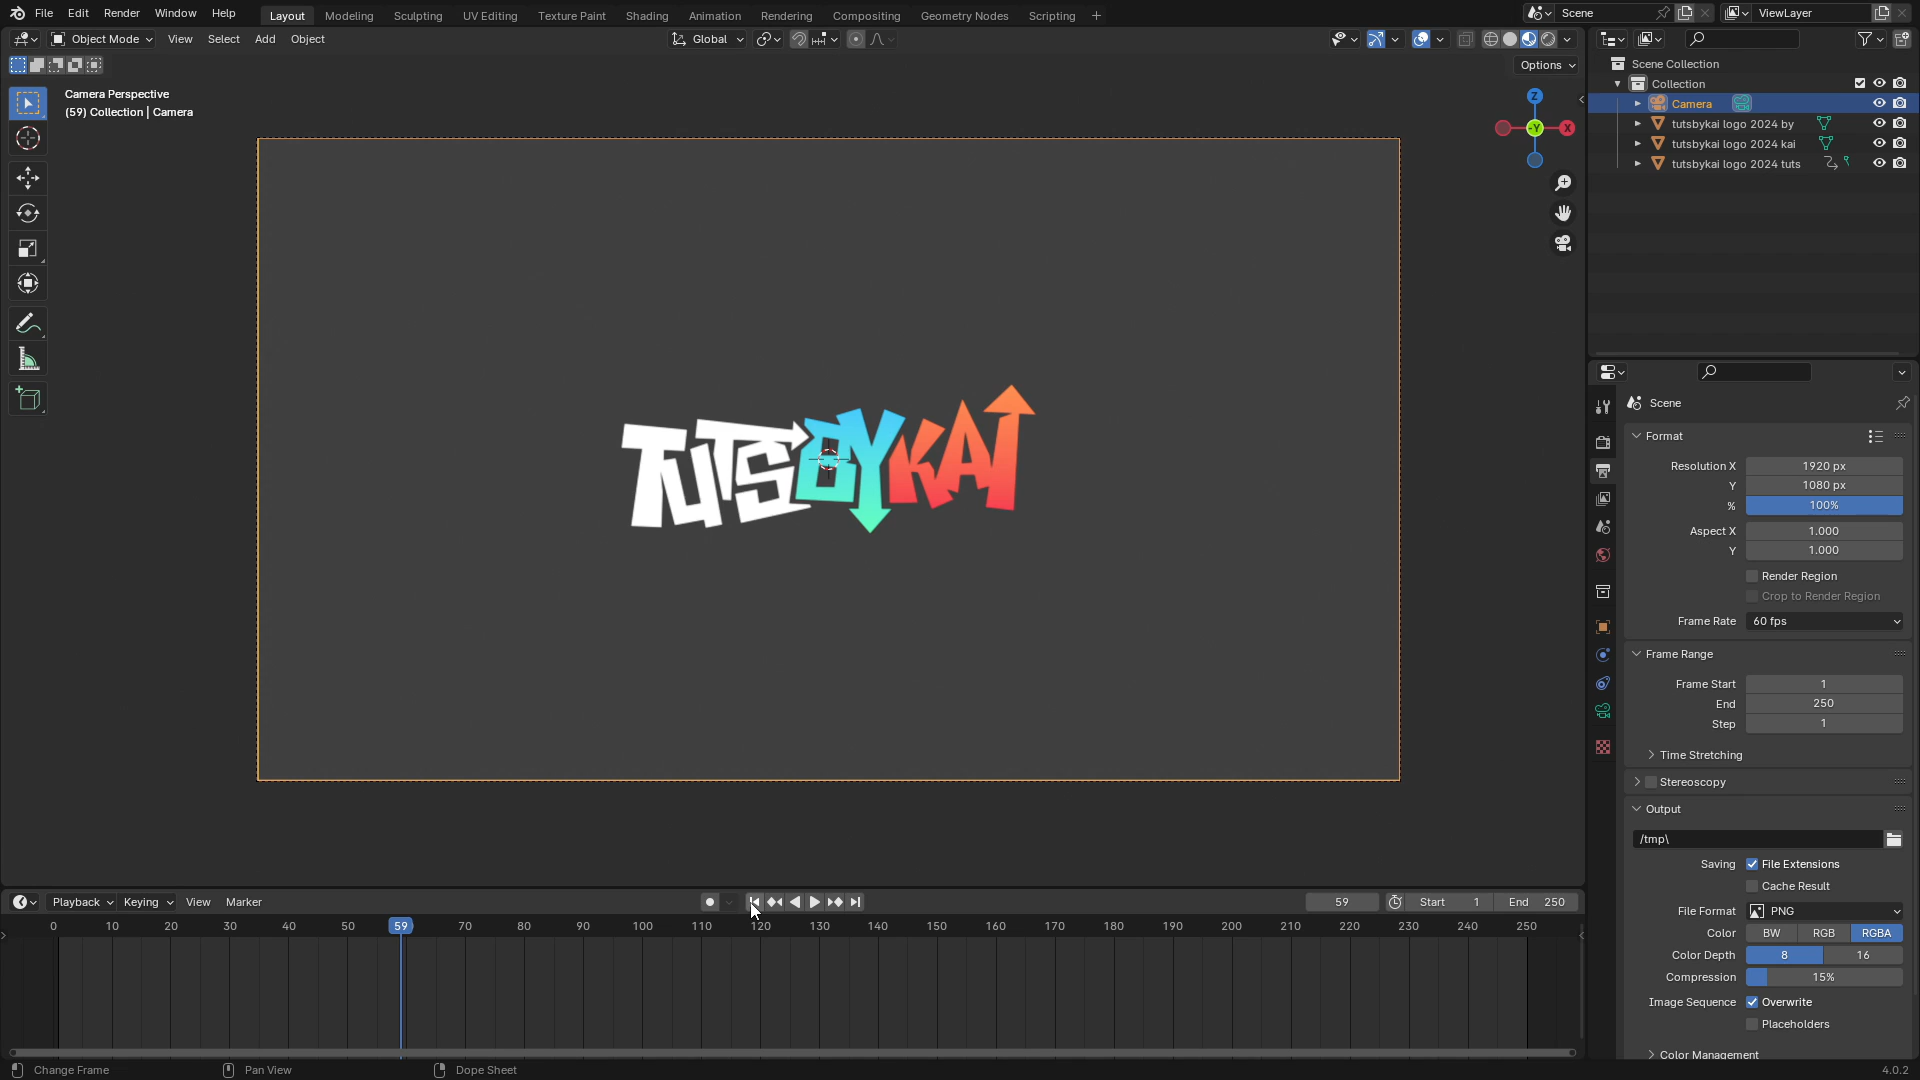 File Edit Render Window Help
Layout Modeling Sculpting UV Editing Texture Paint Shading Animation Rendering Compositing Geometry Nodes Scripting +
Scene
ViewLayer
Object Mode View Select Add Object
Global
Options
Camera Perspective
(59) Collection | Camera
Z
-Y
X
TUTSBYKAI
Scene Collection
Collection
Camera
tutsbykai logo 2024 by
tutsbykai logo 2024 kai
tutsbykai logo 2024 tuts
Scene
Format
Resolution X 1920 px
Y 1080 px
% 100%
Aspect X 1.000
Y 1.000
Render Region
Crop to Render Region
Frame Rate 60 fps
Frame Range
Frame Start 1
End 250
Step 1
Time Stretching
Stereoscopy
Output
/tmp\
Saving File Extensions
Cache Result
File Format PNG
Color BW RGB RGBA
Color Depth 8 16
Compression 15%
Image Sequence Overwrite
Placeholders
Color Management
Playback Keying View Marker
59 Start 1 End 250
0 10 20 30 40 50 59 70 80 90 100 110 120 130 140 150 160 170 180 190 200 210 220 230 240 250
Change Frame Pan View Dope Sheet
4.0.2